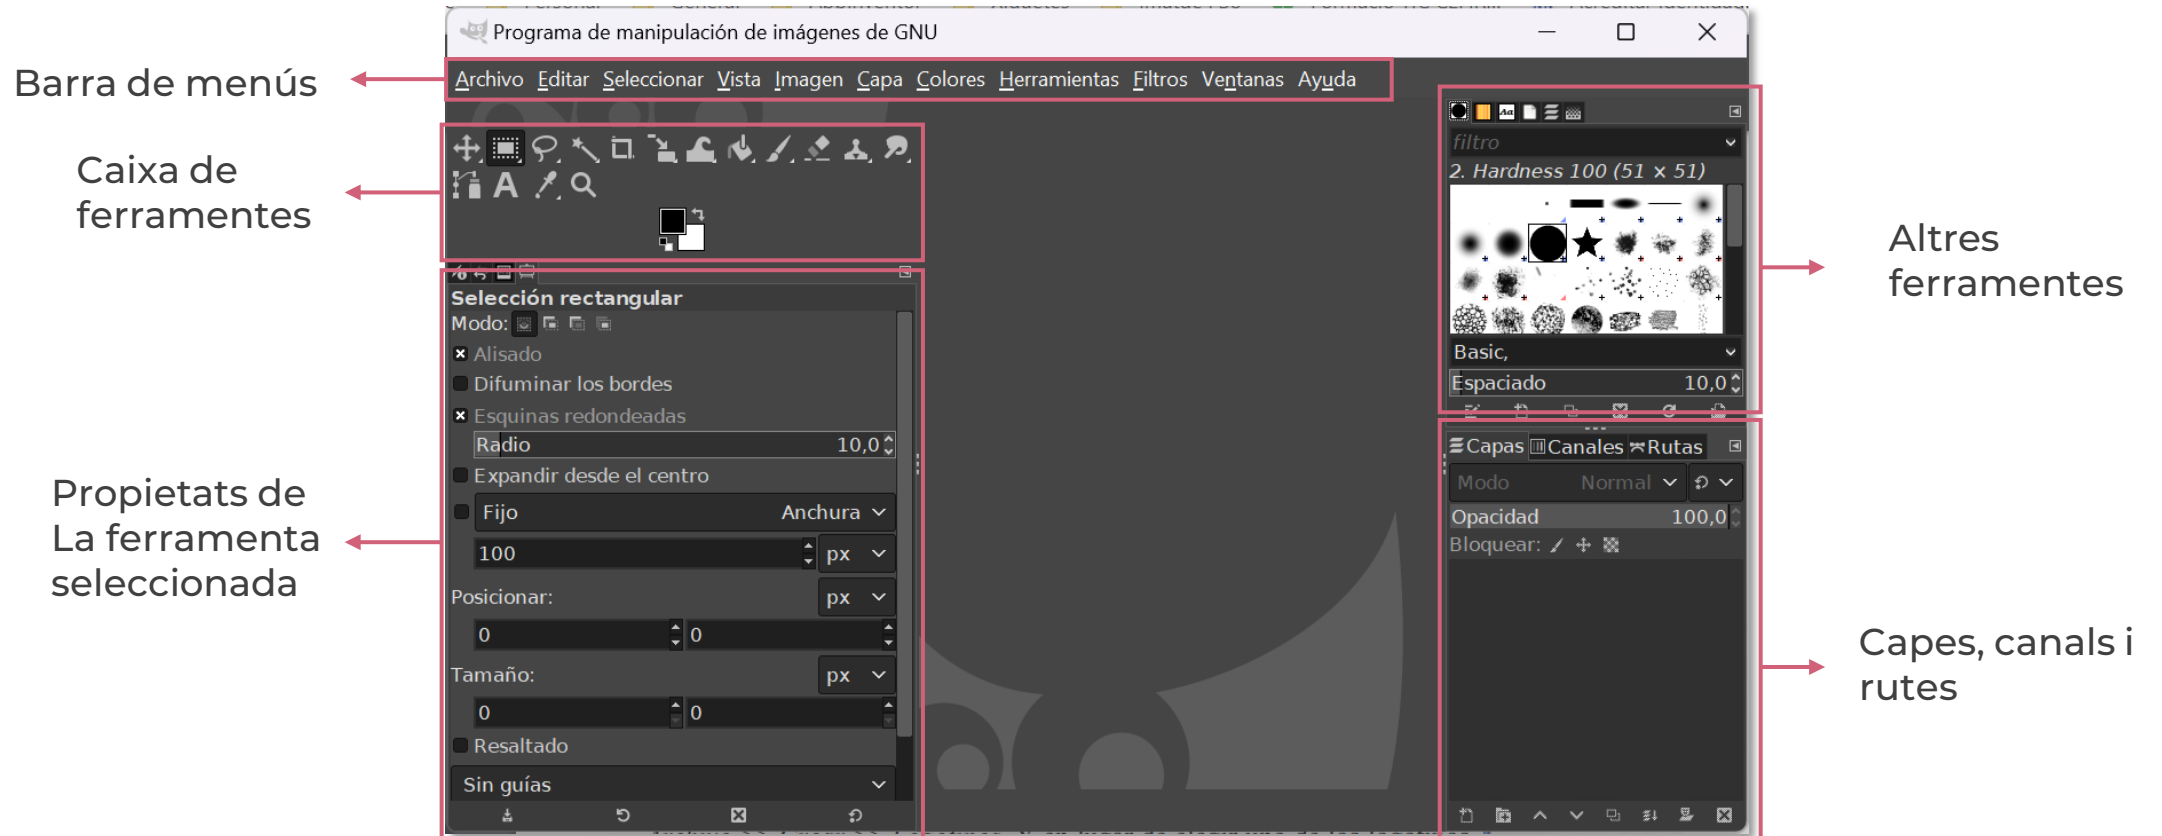 Programa de manipulación de imágenes de GNU
Barra de menús
Archivo Editar Seleccionar Vista Imagen Capa Colores Herramientas Filtros Ventanas Ayuda
Caixa de
ferramentes
A
Selección rectangular
Modo:
Alisado
Difuminar los bordes
Esquinas redondeadas
Radio 10,0
Expandir desde el centro
Fijo Anchura
100 px
Posicionar: px
0 0
Tamaño: px
0 0
Resaltado
Sin guías
Propietats de
La ferramenta
seleccionada
Aa
filtro
2. Hardness 100 (51 × 51)
Basic,
Espaciado 10,0
Altres
ferramentes
Capas Canales Rutas
Modo Normal
Opacidad 100,0
Bloquear:
Capes, canals i
rutes